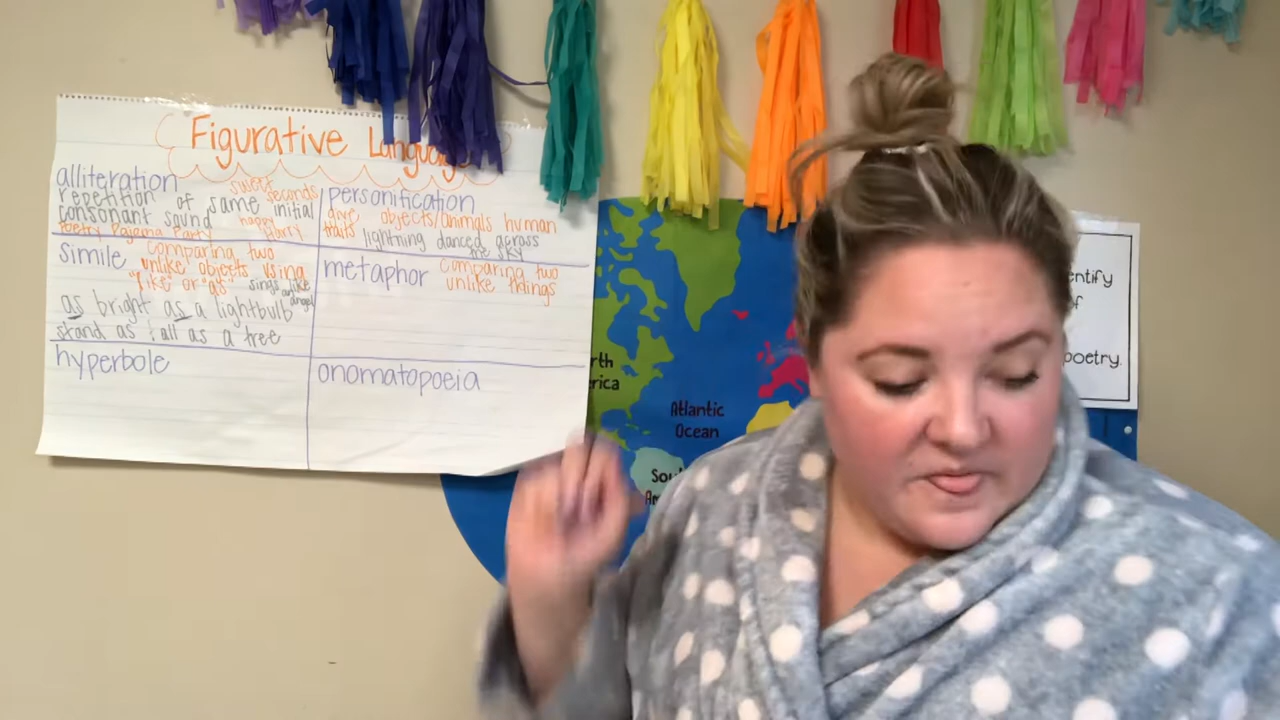 Figurative Language
alliteration
sweet seconds
repetition of same initial
consonant sound
happy Harry
Poetry Pajama Party
personification
give objects/animals human
traits lightning danced across
the sky
simile comparing two
unlike objects using
"like" or "as" sings like
angel
as bright as a lightbulb
stand as tall as a tree
metaphor comparing two
unlike things
hyperbole
onomatopoeia
Atlantic
Ocean
entify
of
poetry.